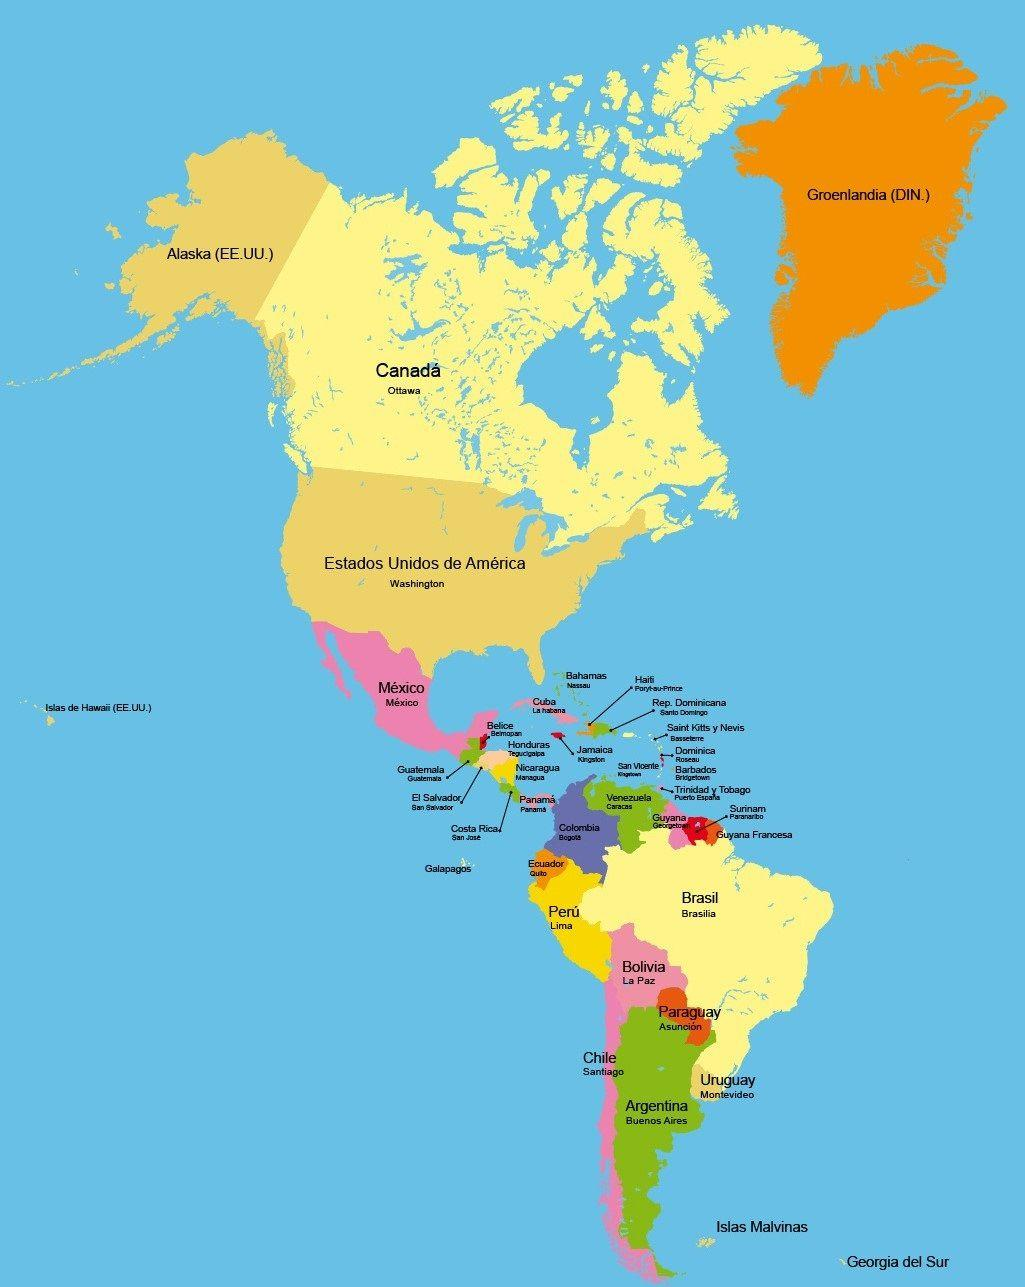 Groenlandia (DIN.)
Alaska (EE.UU.)
Canadá
Ottawa
Estados Unidos de América
Washington
México
México
Islas de Hawaii (EE.UU.)
Bahamas
Nassau
Haiti
Poryt-au-Prince
Cuba
La habana
Rep. Dominicana
Santo Domingo
Belice
Belmopan
Saint Kitts y Nevis
Basseterre
Honduras
Tegucigalpa
Jamaica
Kingston
Dominica
Roseau
Guatemala
Guatemala
Nicaragua
Managua
San Vicente
Kingstown
Barbados
Bridgetown
El Salvador
San Salvador
Panamá
Panamá
Venezuela
Caracas
Trinidad y Tobago
Puerto España
Costa Rica
San José
Colombia
Bogotá
Guyana
Georgetown
Surinam
Paranaribo
Guyana Francesa
Galapagos
Ecuador
Quito
Perú
Lima
Brasil
Brasilia
Bolivia
La Paz
Paraguay
Asunción
Chile
Santiago
Uruguay
Montevideo
Argentina
Buenos Aires
Islas Malvinas
Georgia del Sur